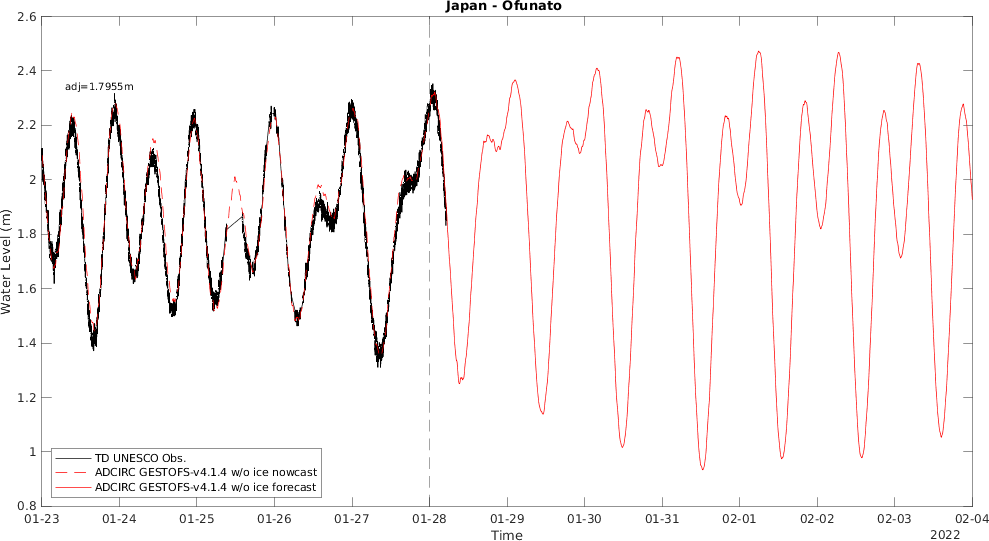 Japan - Ofunato
2.6
2.4
2.2
2
1.8
1.6
1.4
1.2
1
0.8
Water Level (m)
adj=1.7955m
TD UNESCO Obs.
ADCIRC GESTOFS-v4.1.4 w/o ice nowcast
ADCIRC GESTOFS-v4.1.4 w/o ice forecast
01-23 01-24 01-25 01-26 01-27 01-28 01-29 01-30 01-31 02-01 02-02 02-03 02-04
Time
2022